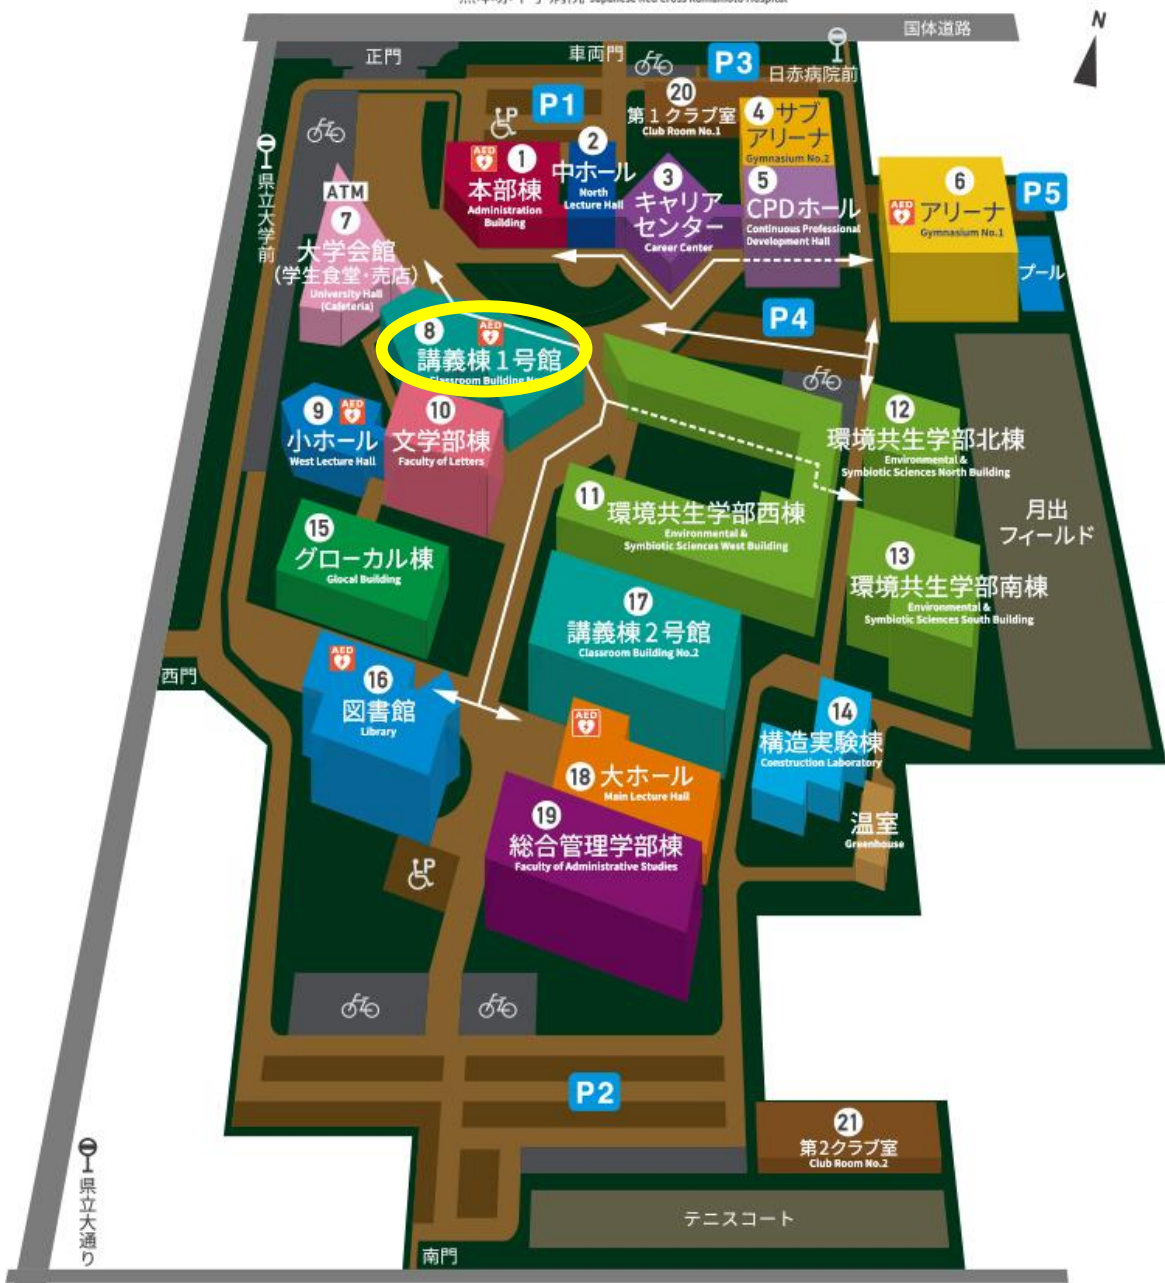 Japanese Red Cross Kumamoto Hospital
国体道路
N
正門
車両門
P3
日赤病院前
P1
20
第1クラブ室
Club Room No.1
4
サブ
アリーナ
Gymnasium No.2
県立大学前
AED
1
本部棟
Administration
Building
2
中ホール
North
Lecture Hall
3
キャリア
センター
Career Center
5
CPDホール
Continuous Professional
Development Hall
6
AED
アリーナ
Gymnasium No.1
P5
プール
ATM
7
大学会館
(学生食堂・売店)
University Hall
(Cafeteria)
P4
8
AED
講義棟1号館
Classroom Building
9
AED
小ホール
West Lecture Hall
10
文学部棟
Faculty of Letters
12
環境共生学部北棟
Environmental &
Symbiotic Sciences North Building
11
環境共生学部西棟
Environmental &
Symbiotic Sciences West Building
月出
フィールド
15
グローカル棟
Glocal Building
13
環境共生学部南棟
Environmental &
Symbiotic Sciences South Building
17
講義棟2号館
Classroom Building No.2
西門
AED
16
図書館
Library
14
構造実験棟
Construction Laboratory
AED
18
大ホール
Main Lecture Hall
19
総合管理学部棟
Faculty of Administrative Studies
温室
Greenhouse
P
P2
21
第2クラブ室
Club Room No.2
県立大通り
テニスコート
南門